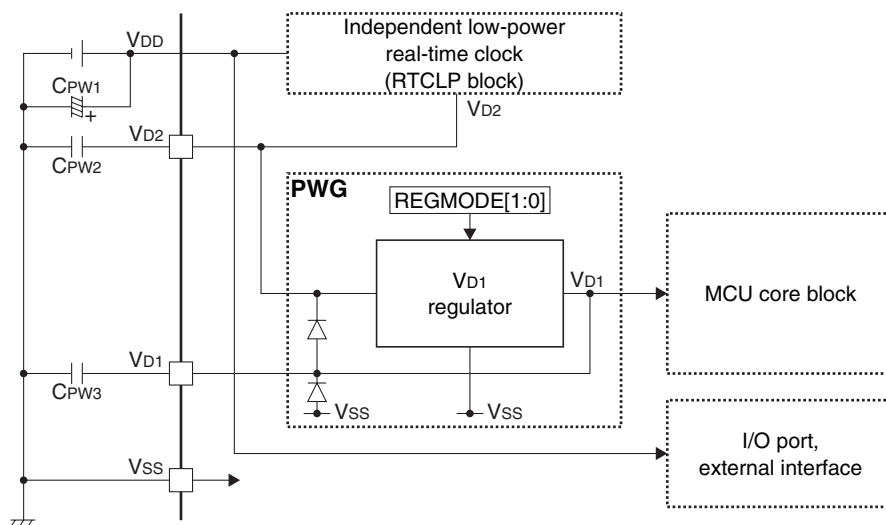 Independent low-power
real-time clock
(RTCLP block)
VDD
CPW1
+
VD2
VD2
CPW2
PWG
REGMODE[1:0]
VD1
regulator
VD1
MCU core block
VD1
CPW3
VSS
VSS
I/O port,
external interface
VSS